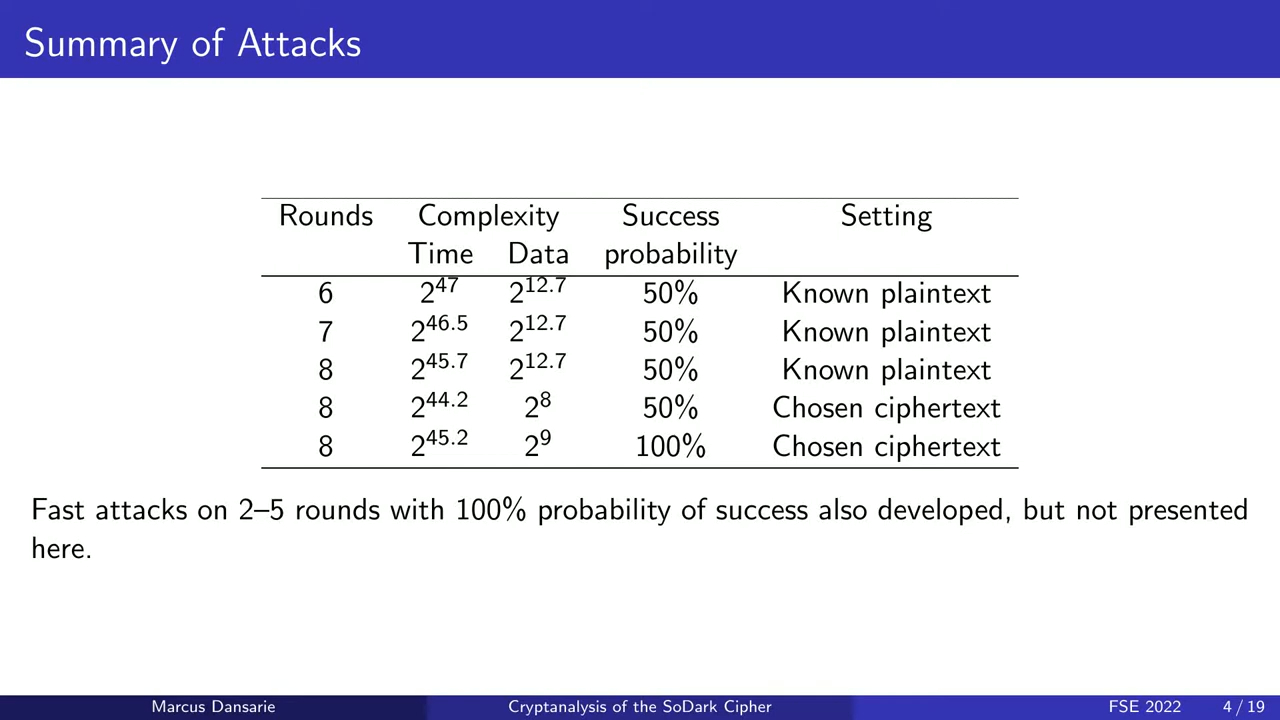 Summary of Attacks
Rounds Complexity Success Setting
Time Data probability
6 2^47 2^12.7 50% Known plaintext
7 2^46.5 2^12.7 50% Known plaintext
8 2^45.7 2^12.7 50% Known plaintext
8 2^44.2 2^8 50% Chosen ciphertext
8 2^45.2 2^9 100% Chosen ciphertext
Fast attacks on 2–5 rounds with 100% probability of success also developed, but not presented
here.
Marcus Dansarie Cryptanalysis of the SoDark Cipher FSE 2022 4 / 19